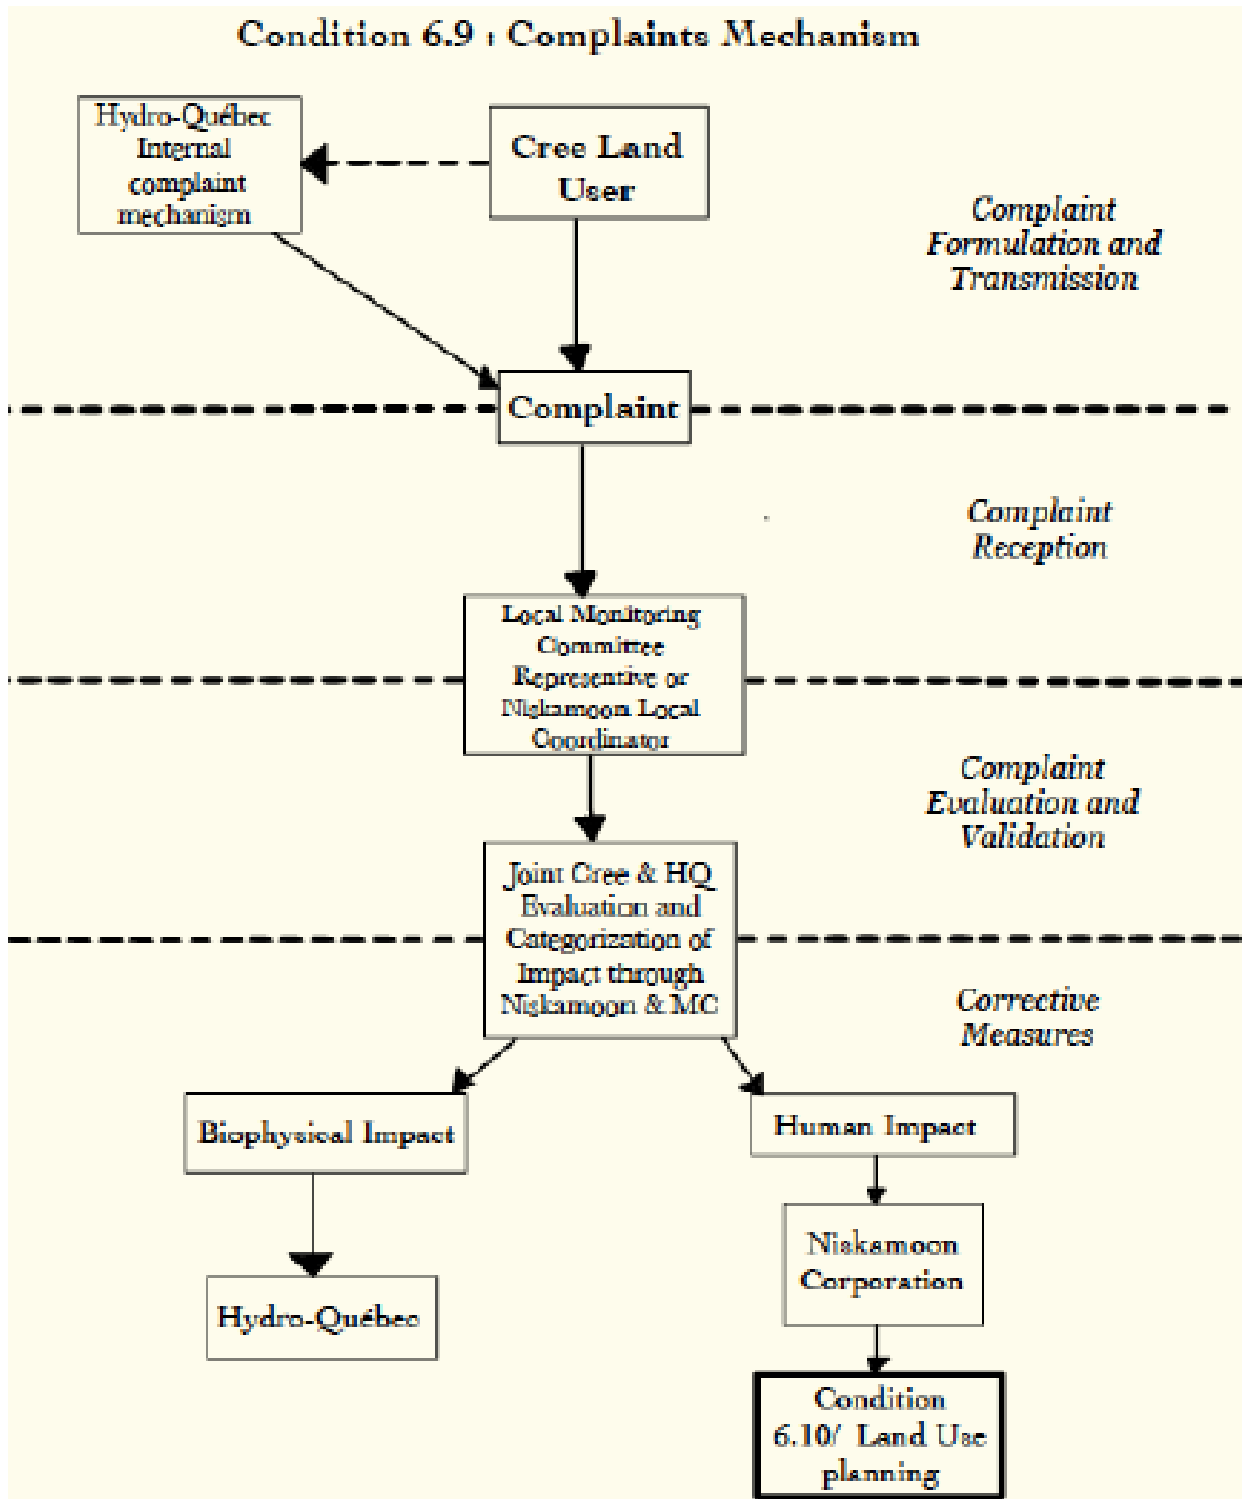 Condition 6.9 : Complaints Mechanism
Hydro-Québec
Internal
complaint
mechanism
Cree Land
User
Complaint
Formulation and
Transmission
Complaint
Complaint
Reception
Local Monitoring
Committee
Representive or
Niskamoon Local
Coordinator
Complaint
Evaluation and
Validation
Joint Cree & HQ
Evaluation and
Categorization of
Impact through
Niskamoon & MC
Corrective
Measures
Biophysical Impact
Human Impact
Hydro-Québec
Niskamoon
Corporation
Condition
6.10/ Land Use
planning